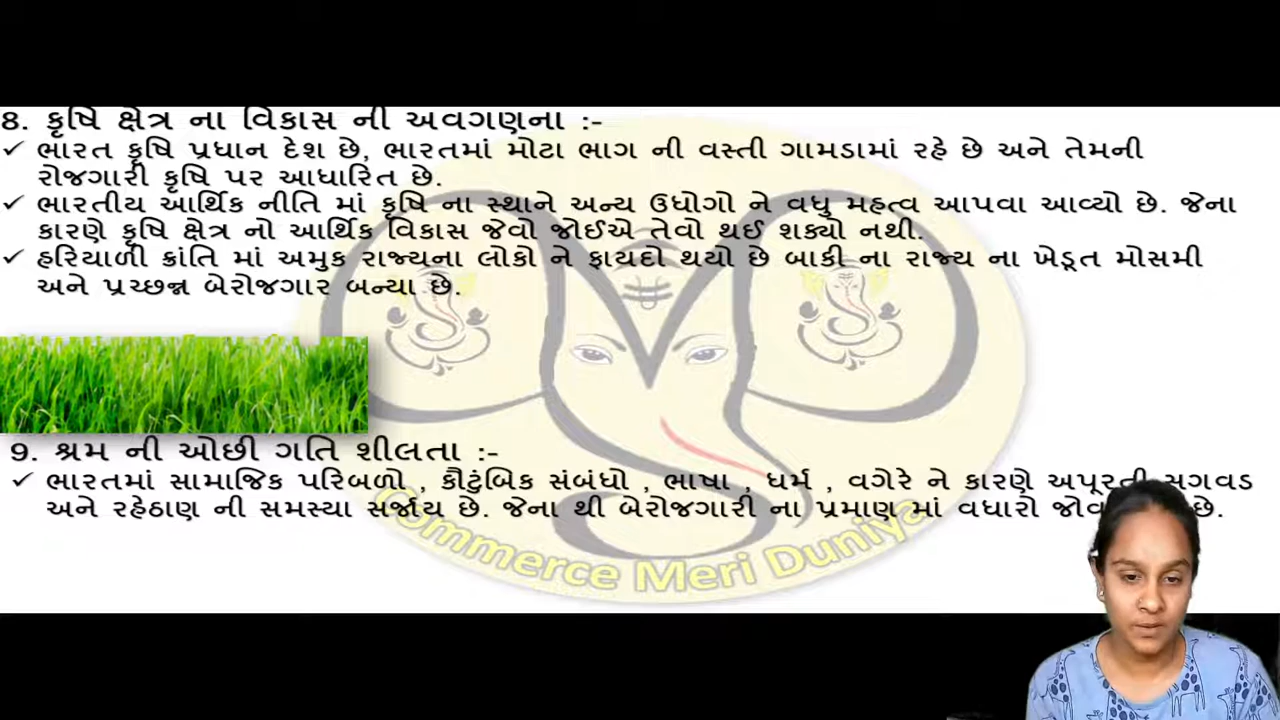 8. કૃષિ ક્ષેત્ર ના વિકાસ ની અવગણના :-
✓ ભારત કૃષિ પ્રધાન દેશ છે, ભારતમાં મોટા ભાગ ની વસ્તી ગામડામાં રહે છે અને તેમની
રોજગારી કૃષિ પર આધારિત છે.
✓ ભારતીય આર્થિક નીતિ માં કૃષિ ના સ્થાને અન્ય ઉધોગો ને વધુ મહત્વ આપવા આવ્યો છે. જેના
કારણે કૃષિ ક્ષેત્ર નો આર્થિક વિકાસ જેવો જોઈએ તેવો થઈ શક્યો નથી.
✓ હરિયાળી ક્રાંતિ માં અમુક રાજ્યના લોકો ને ફાયદો થયો છે બાકી ના રાજ્ય ના ખેડૂત મોસમી
અને પ્રચ્છન્ન બેરોજગાર બન્યા છે.
9. શ્રમ ની ઓછી ગતિ શીલતા :-
✓ ભારતમાં સામાજિક પરિબળો , કૌટુંબિક સંબંધો , ભાષા , ધર્મ , વગેરે ને કારણે અપૂરતી સગવડ
અને રહેઠાણ ની સમસ્યા સર્જાય છે. જેના થી બેરોજગારી ના પ્રમાણ માં વધારો છે.
Commerce Meri Duniya